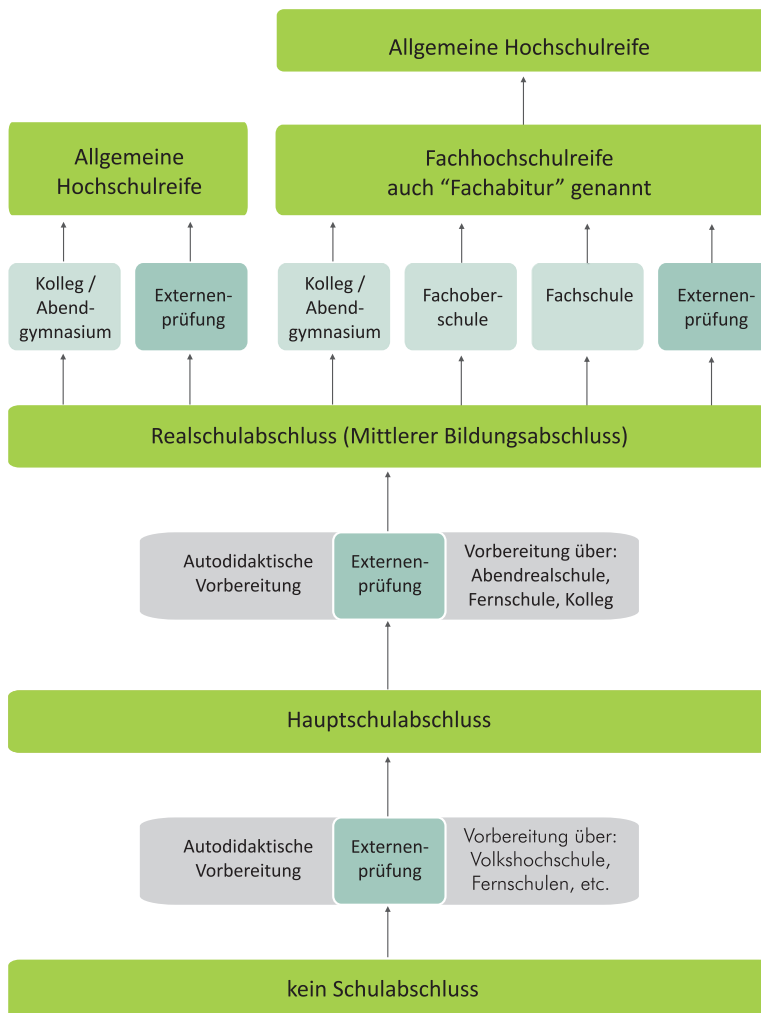 Allgemeine Hochschulreife
Allgemeine
Hochschulreife
Fachhochschulreife
auch “Fachabitur” genannt
Kolleg /
Abend-
gymnasium
Externen-
prüfung
Kolleg /
Abend-
gymnasium
Fachober-
schule
Fachschule
Externen-
prüfung
Realschulabschluss (Mittlerer Bildungsabschluss)
Autodidaktische
Vorbereitung
Externen-
prüfung
Vorbereitung über:
Abendrealschule,
Fernschule, Kolleg
Hauptschulabschluss
Autodidaktische
Vorbereitung
Externen-
prüfung
Vorbereitung über:
Volkshochschule,
Fernschulen, etc.
kein Schulabschluss